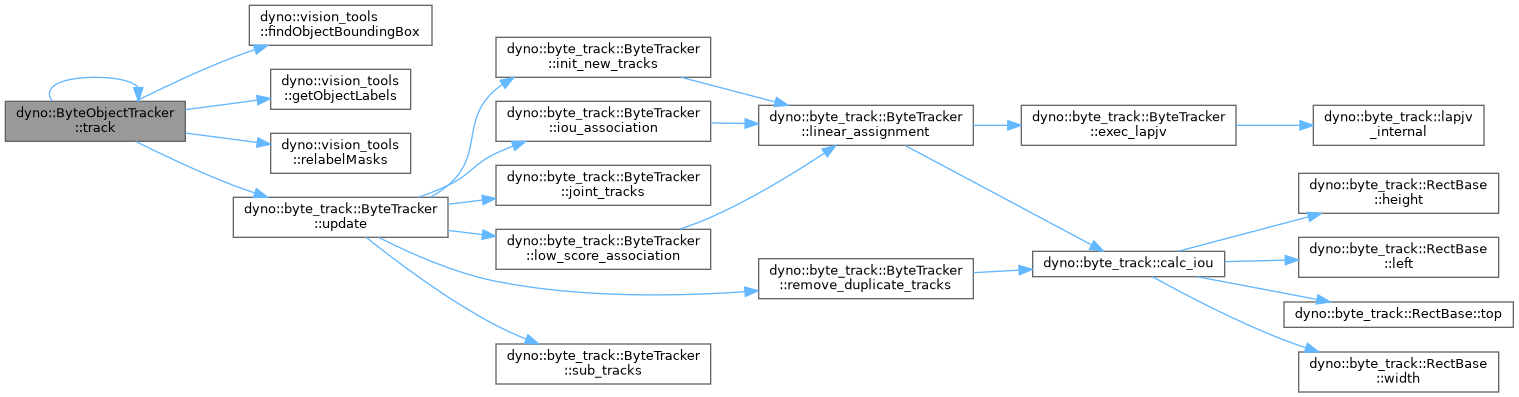 dyno::ByteObjectTracker
::track
dyno::vision_tools
::findObjectBoundingBox
dyno::vision_tools
::getObjectLabels
dyno::vision_tools
::relabelMasks
dyno::byte_track::ByteTracker
::update
dyno::byte_track::ByteTracker
::init_new_tracks
dyno::byte_track::ByteTracker
::iou_association
dyno::byte_track::ByteTracker
::joint_tracks
dyno::byte_track::ByteTracker
::low_score_association
dyno::byte_track::ByteTracker
::remove_duplicate_tracks
dyno::byte_track::ByteTracker
::sub_tracks
dyno::byte_track::ByteTracker
::linear_assignment
dyno::byte_track::ByteTracker
::exec_lapjv
dyno::byte_track::lapjv
_internal
dyno::byte_track::calc_iou
dyno::byte_track::RectBase
::height
dyno::byte_track::RectBase
::left
dyno::byte_track::RectBase::top
dyno::byte_track::RectBase
::width